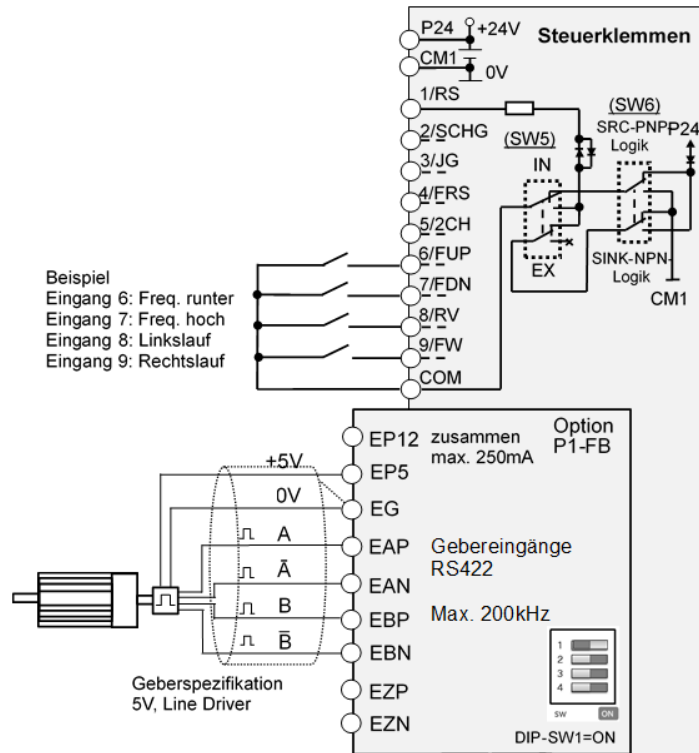 P24
+24V
Steuerklemmen
CM1
0V
1/RS
(SW6)
2/SCHG
(SW5)
SRC-PNP-
P24
Logik
3/JG
IN
4/FRS
5/2CH
6/FUP
SINK-NPN-
EX
Logik
7/FDN
CM1
8/RV
9/FW
COM
Beispiel
Eingang 6: Freq. runter
Eingang 7: Freq. hoch
Eingang 8: Linkslauf
Eingang 9: Rechtslauf
Option
P1-FB
EP12
zusammen
max. 250mA
+5V
EP5
0V
EG
A
EAP
Gebereingänge
RS422
Ā
EAN
B
EBP
Max. 200kHz
B̄
EBN
Geberspezifikation
5V, Line Driver
EZP
EZN
1
2
3
4
SW
ON
DIP-SW1=ON